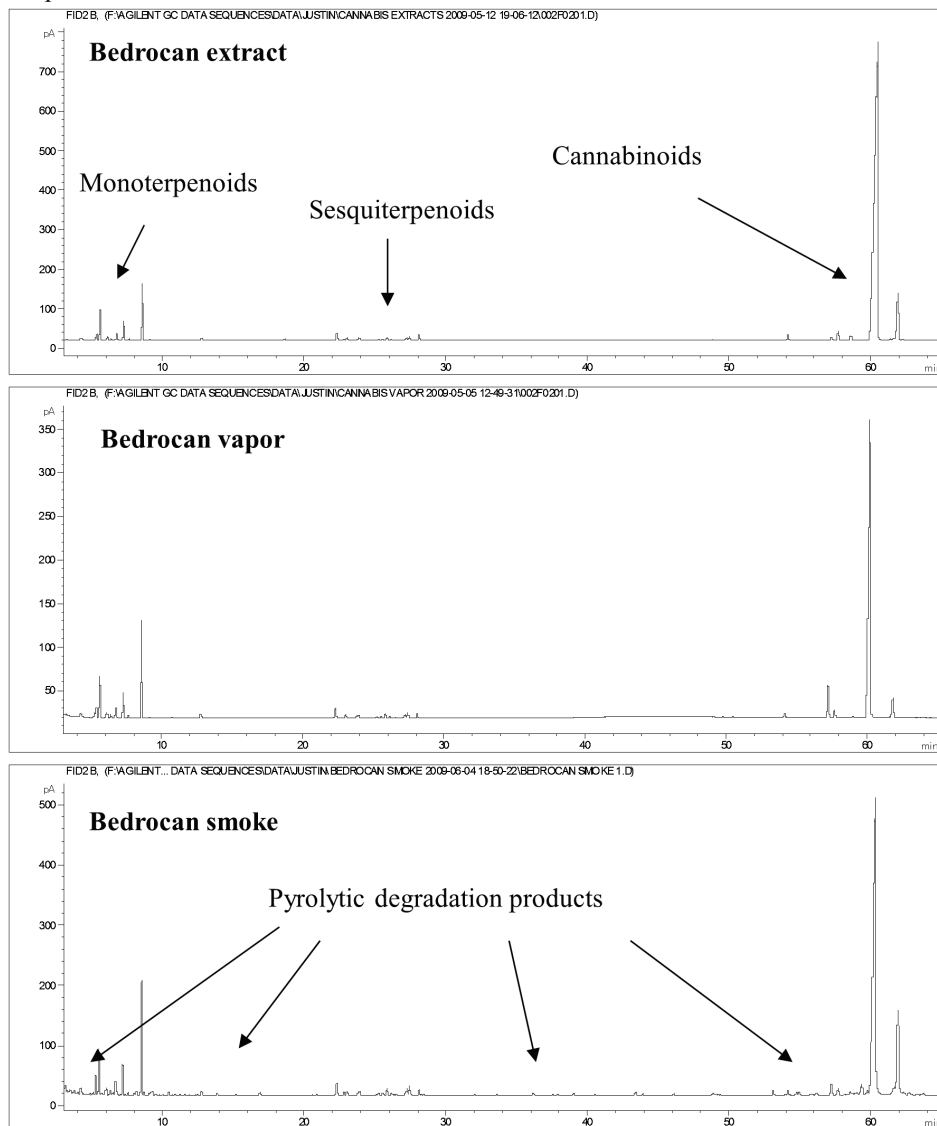 FID2 B, (F:\AGILENT GC DATA SEQUENCES\DATA\JUSTIN\CANNABIS EXTRACTS 2009-05-12 19-06-12\002F0201.D)
pA
Bedrocan extract
700
600
500
400
300
200
100
0
Cannabinoids
Monoterpenoids
Sesquiterpenoids
10 20 30 40 50 60 min
FID2 B, (F:\AGILENT GC DATA SEQUENCES\DATA\JUSTIN\CANNABIS VAPOR 2009-05-05 12-49-31\002F0201.D)
pA
Bedrocan vapor
350
300
250
200
150
100
50
10 20 30 40 50 60 min
FID2 B, (F:\AGILENT... DATA SEQUENCES\DATA\JUSTIN\BEDROCAN SMOKE 2009-06-04 18-50-22\BEDROCAN SMOKE 1.D)
pA
Bedrocan smoke
500
400
300
200
100
0
Pyrolytic degradation products
10 20 30 40 50 60 min